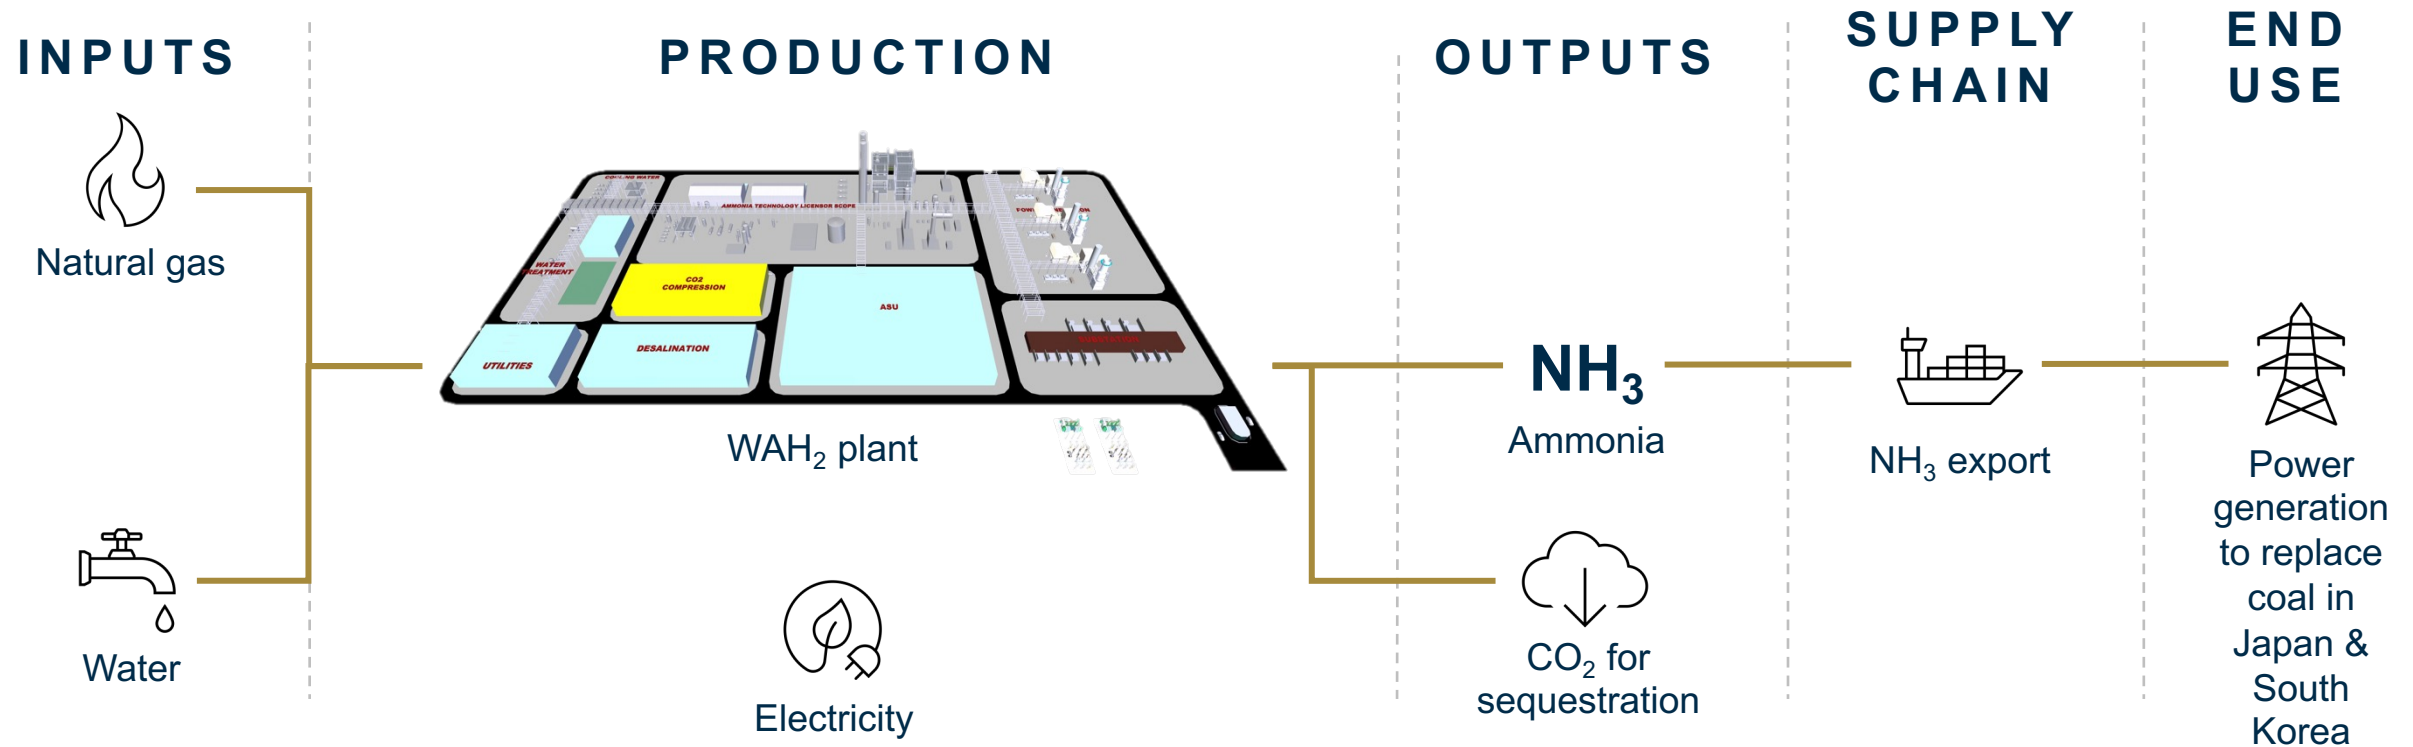 INPUTS
PRODUCTION
OUTPUTS
SUPPLY
CHAIN
END
USE
Natural gas
Water
COOLING WATER
AMMONIA TECHNOLOGY LICENSOR SCOPE
WATER
TREATMENT
CO2
COMPRESSION
ASU
UTILITIES
DESALINATION
WAH₂ plant
Electricity
NH₃
Ammonia
CO₂ for
sequestration
NH₃ export
Power
generation
to replace
coal in
Japan &
South
Korea